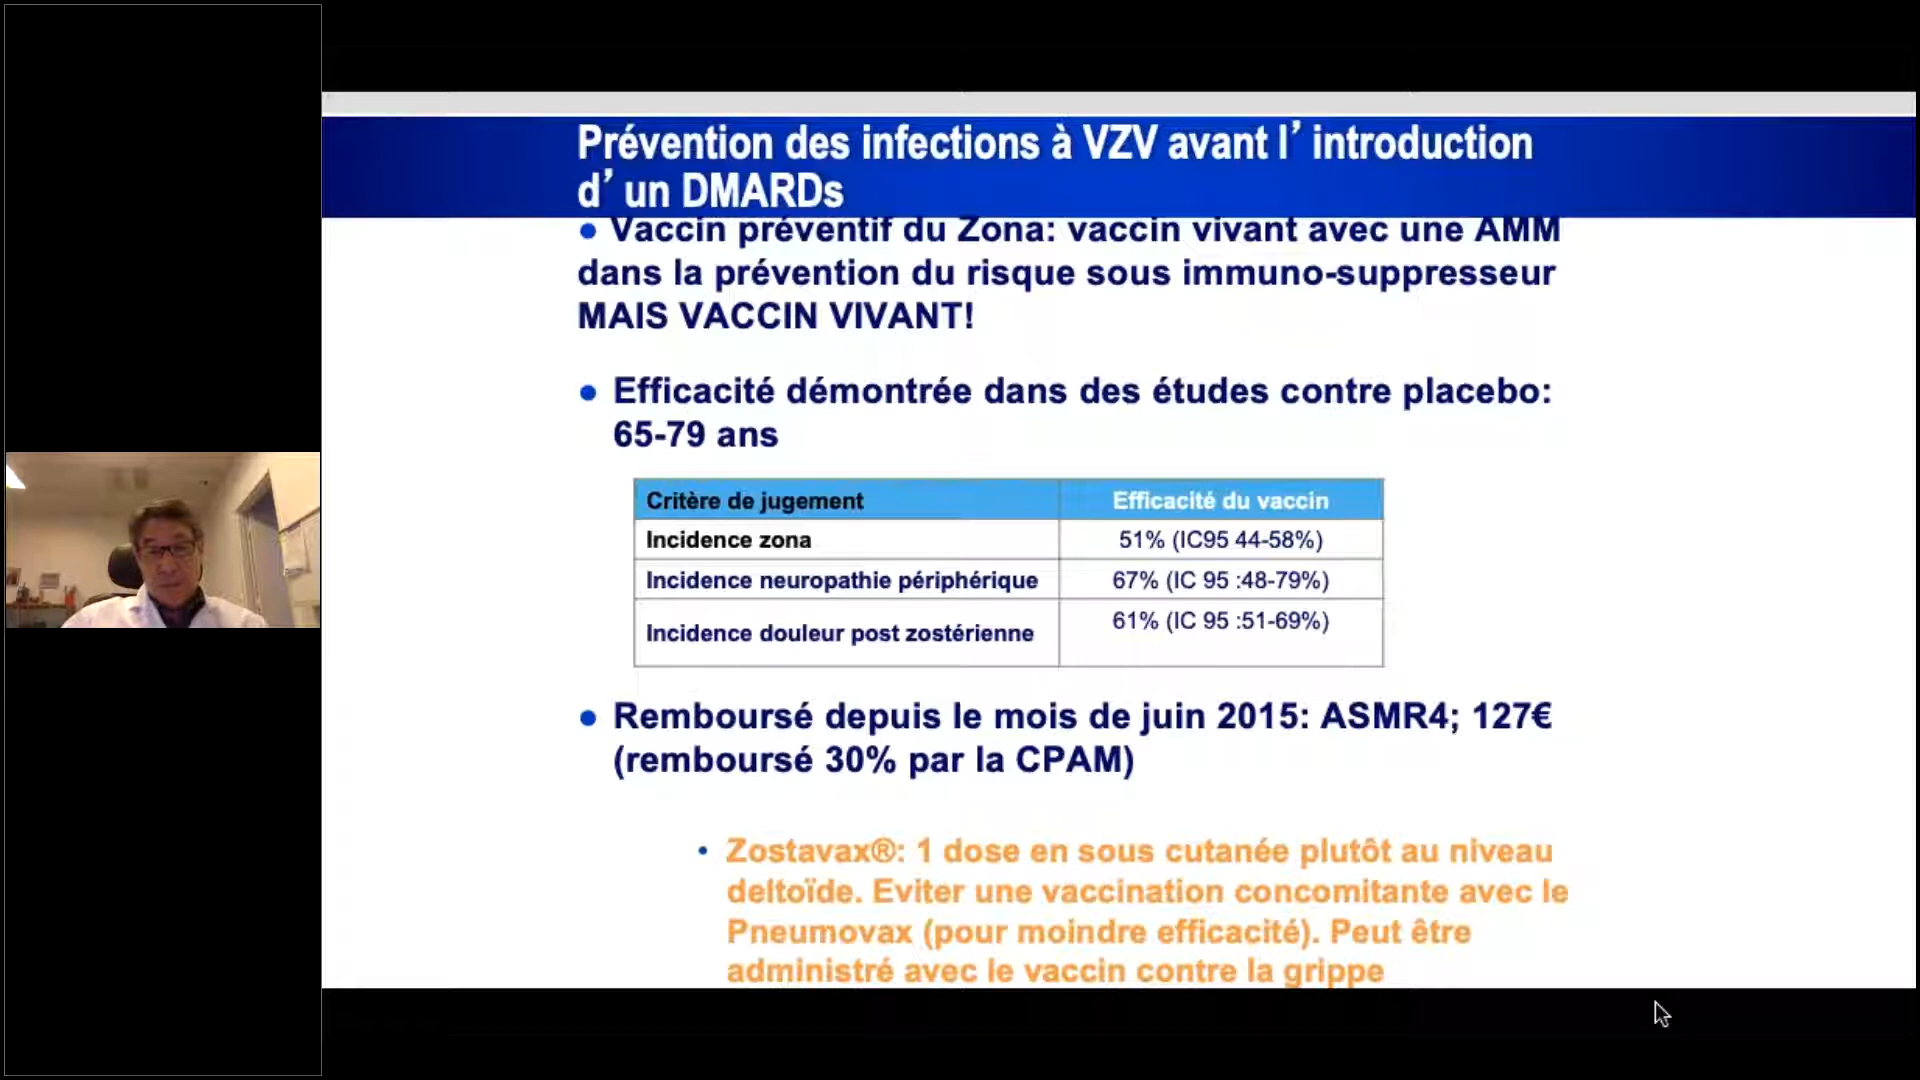 Prévention des infections à VZV avant l’ introduction
d’ un DMARDs
● Vaccin préventif du Zona: vaccin vivant avec une AMM
dans la prévention du risque sous immuno-suppresseur
MAIS VACCIN VIVANT!
● Efficacité démontrée dans des études contre placebo:
65-79 ans
Critère de jugement Efficacité du vaccin
Incidence zona 51% (IC95 44-58%)
Incidence neuropathie périphérique 67% (IC 95 :48-79%)
Incidence douleur post zostérienne 61% (IC 95 :51-69%)
● Remboursé depuis le mois de juin 2015: ASMR4; 127€
(remboursé 30% par la CPAM)
• Zostavax®: 1 dose en sous cutanée plutôt au niveau
deltoïde. Eviter une vaccination concomitante avec le
Pneumovax (pour moindre efficacité). Peut être
administré avec le vaccin contre la grippe